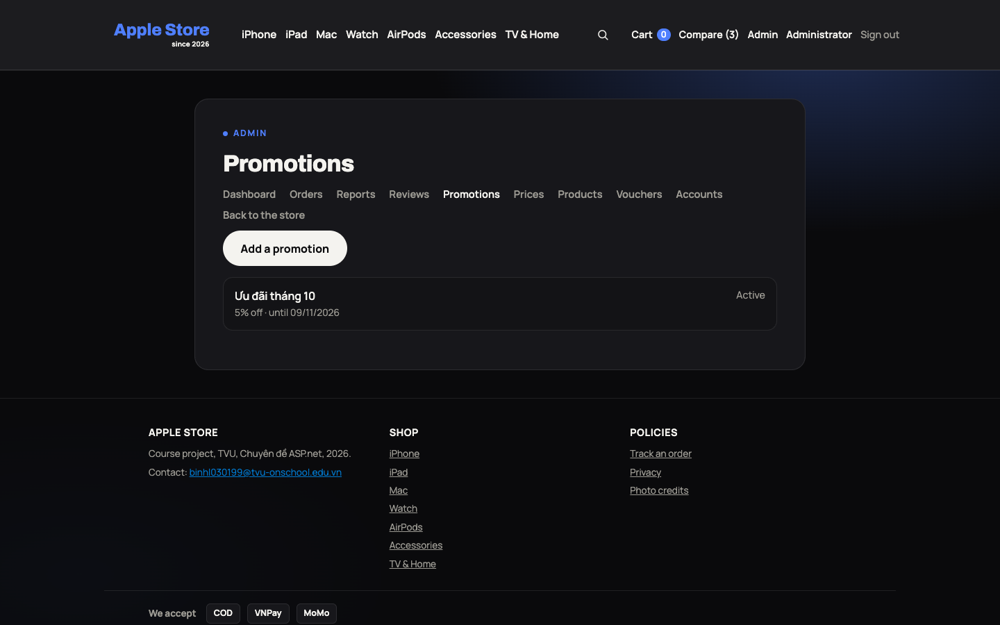 Apple Store
since 2026
iPhone iPad Mac Watch AirPods Accessories TV & Home
Cart 0 Compare (3) Admin Administrator Sign out
ADMIN
Promotions
Dashboard Orders Reports Reviews Promotions Prices Products Vouchers Accounts
Back to the store
Add a promotion
Ưu đãi tháng 10
Active
5% off · until 09/11/2026
APPLE STORE
Course project, TVU, Chuyên đề ASP.net, 2026.
Contact: binhl030199@tvu-onschool.edu.vn
SHOP
iPhone
iPad
Mac
Watch
AirPods
Accessories
TV & Home
POLICIES
Track an order
Privacy
Photo credits
We accept COD VNPay MoMo